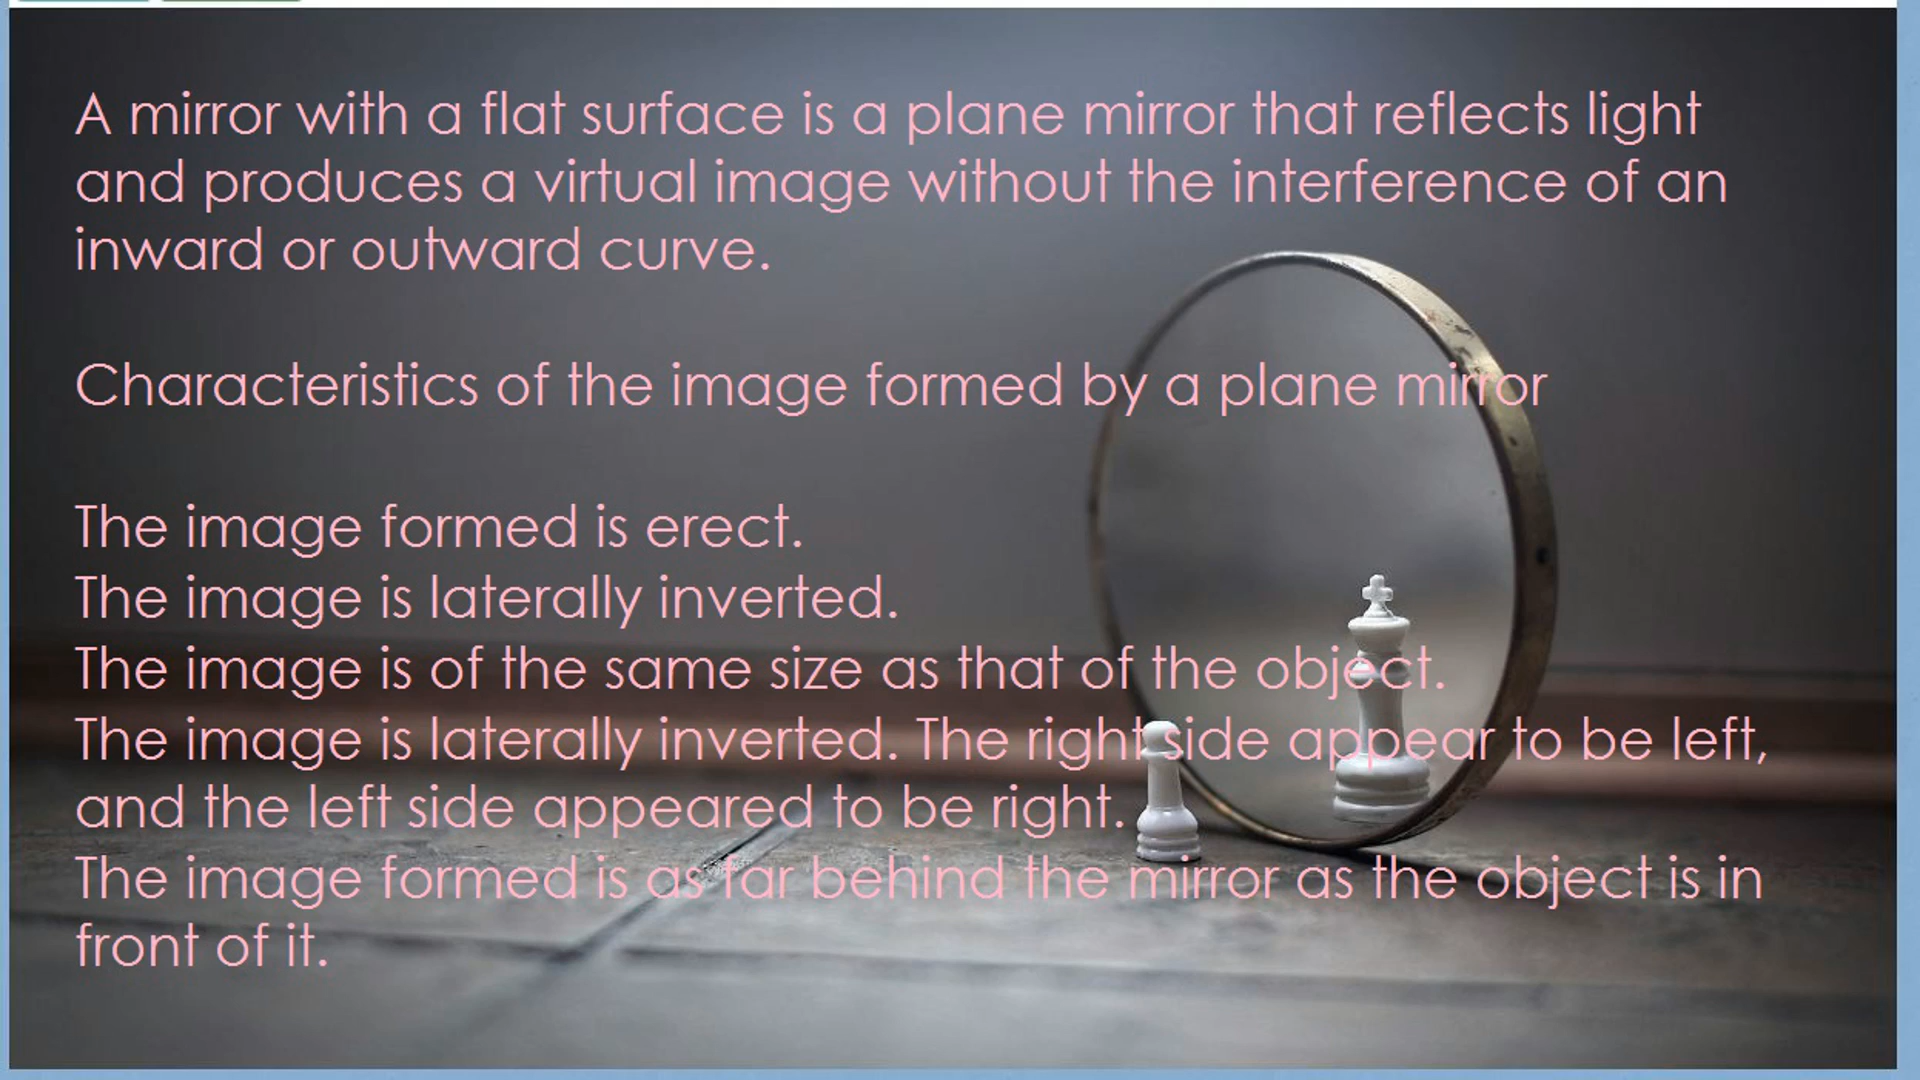 A mirror with a flat surface is a plane mirror that reflects light
and produces a virtual image without the interference of an
inward or outward curve.
Characteristics of the image formed by a plane mirror
The image formed is erect.
The image is laterally inverted.
The image is of the same size as that of the object.
The image is laterally inverted. The right side appear to be left,
and the left side appeared to be right.
The image formed is as far behind the mirror as the object is in
front of it.